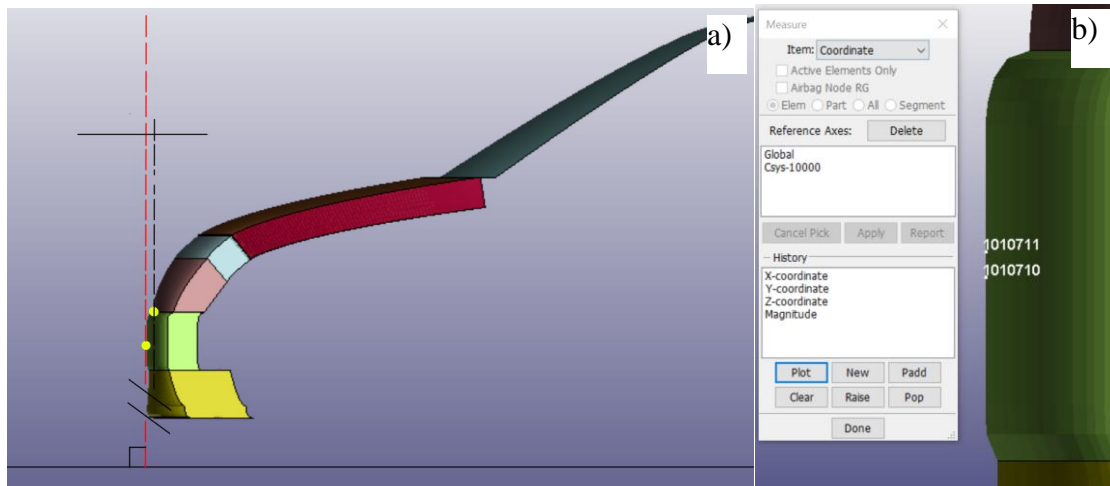 a)
Measure
Item: Coordinate
Active Elements Only
Airbag Node RG
Elem Part All Segment
Reference Axes: Delete
Global
Csys-10000
Cancel Pick Apply Report
History
X-coordinate
Y-coordinate
Z-coordinate
Magnitude
Plot New Padd
Clear Raise Pop
Done
b)
1010711
1010710